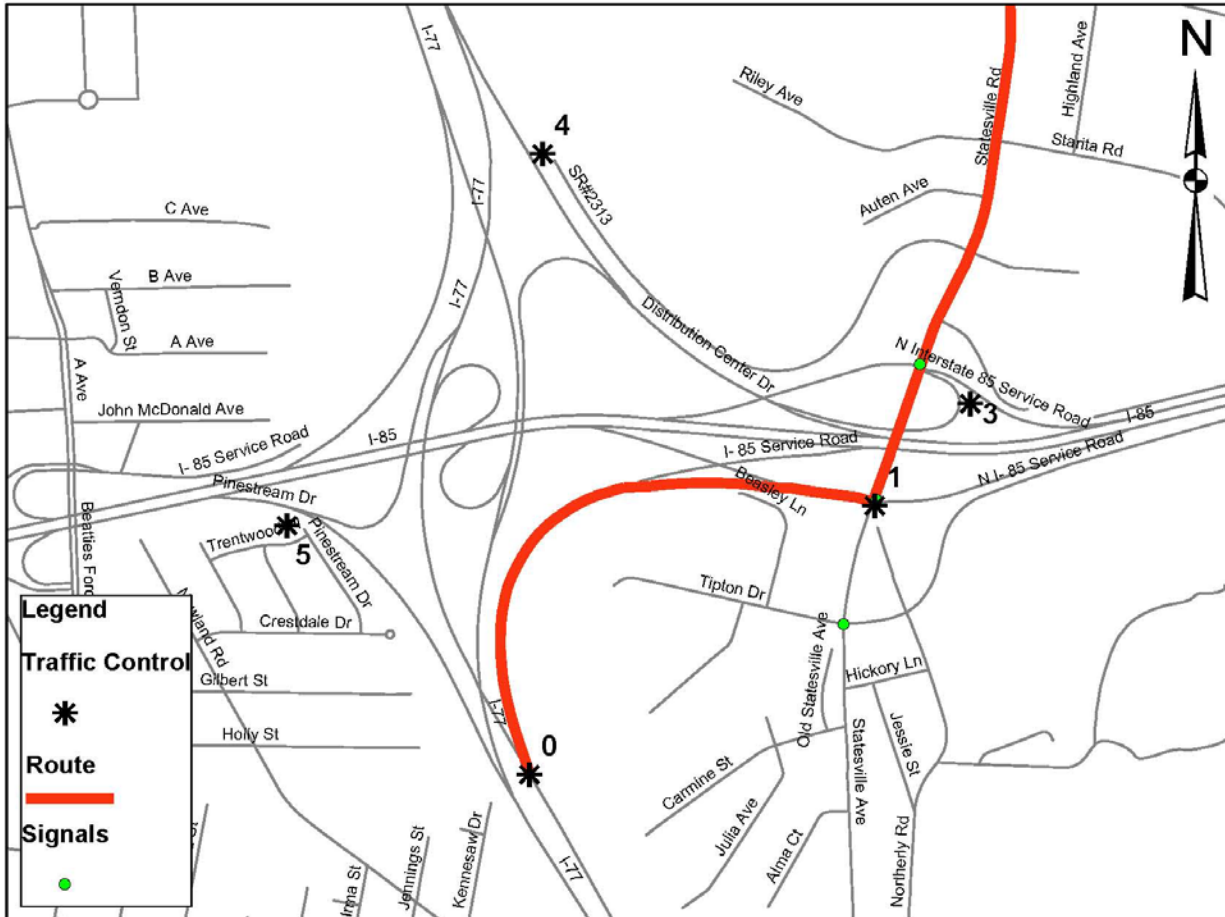 I-77
N
4
Riley Ave
Statesville Rd
Highland Ave
Starita Rd
I-77
SR#2313
Auten Ave
C Ave
B Ave
Verndon St
I-77
A Ave
A Ave
Distribution Center Dr
N Interstate 85 Service Road
3
John McDonald Ave
I-85
I-85
I- 85 Service Road
I- 85 Service Road
N I- 85 Service Road
Pinestream Dr
Beasley Ln
1
Trentwood
5
Pinestream Dr
Beatties Ford
Tipton Dr
Legend
Crestdale Dr
Old Statesville Ave
Hickory Ln
Traffic Control
Gilbert St
I-77
Jessie St
Holly St
0
Statesville Ave
Route
Carmine St
Julia Ave
Alma Ct
Northerly Rd
Signals
Jennings St
Kennesaw Dr
I-77